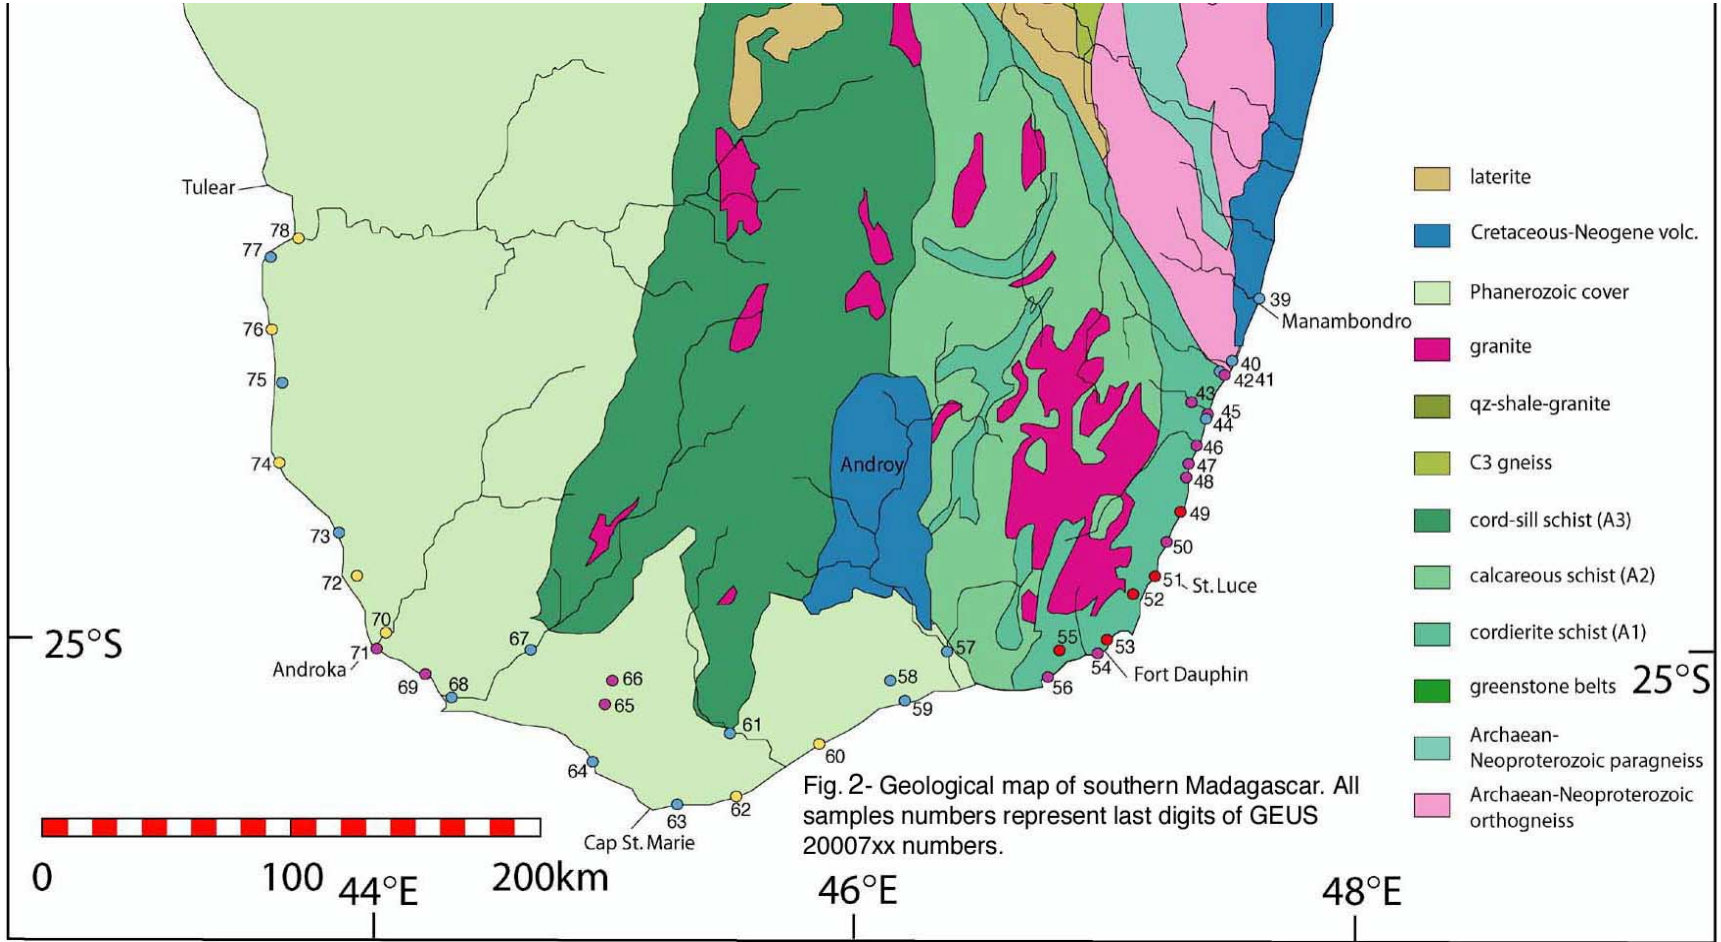 Tulear
78
77
76
75
74
73
72
70
71
Androka
69
68
67
66
65
64
63
Cap St. Marie
62
61
60
59
58
57
56
55
54
53
Fort Dauphin
52
51
St. Luce
50
49
48
47
46
45
44
43
4241
40
39
Manambondro
Androy
25°S
25°S
laterite
Cretaceous-Neogene volc.
Phanerozoic cover
granite
qz-shale-granite
C3 gneiss
cord-sill schist (A3)
calcareous schist (A2)
cordierite schist (A1)
greenstone belts
Archaean-
Neoproterozoic paragneiss
Archaean-Neoproterozoic
orthogneiss
Fig. 2- Geological map of southern Madagascar. All
samples numbers represent last digits of GEUS
20007xx numbers.
0 100 200km
44°E 46°E 48°E